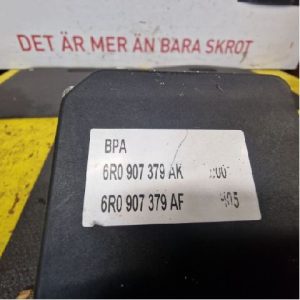 DET ÄR MER ÄN BARA SKROT
BPA
6R0 907 379 AK
6R0 907 379 AF